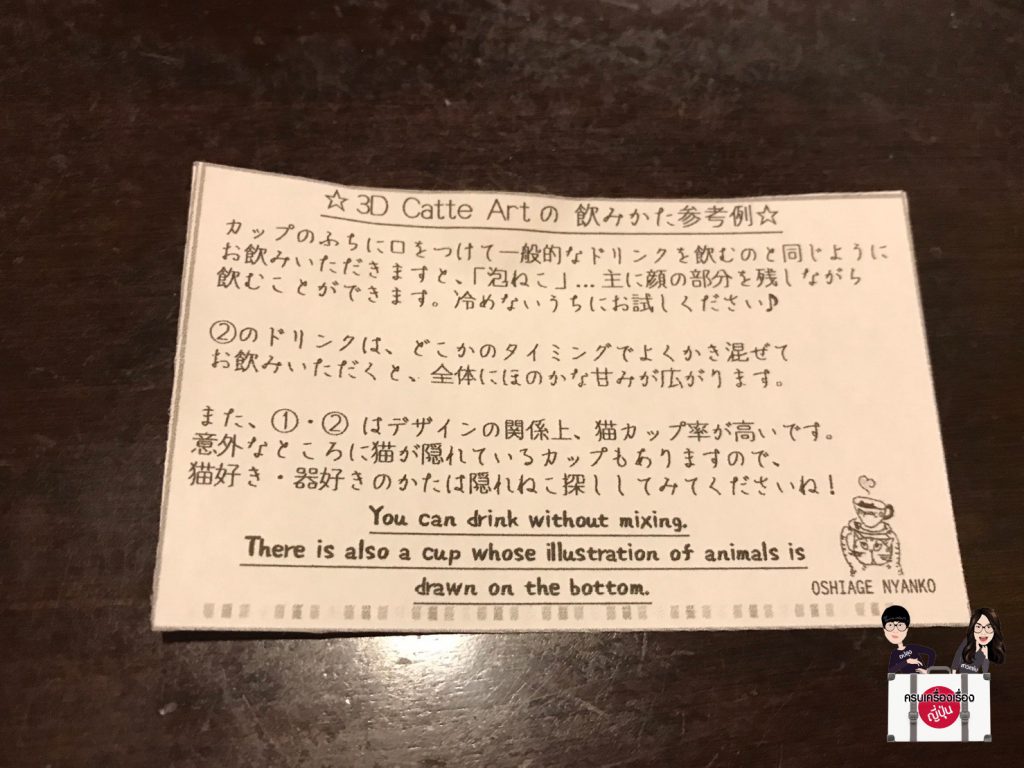 ☆ 3D Catte Artの 飲みかた参考例☆
カップのふちに口をつけて一般的なドリンクを飲むのと同じように
お飲みいただきますと、「泡ねこ」…主に顔の部分を残しながら
飲むことができます。冷めないうちにお試しください♪
②のドリンクは、どこかのタイミングでよくかき混ぜて
お飲みいただくと、全体にほのかな甘みが広がります。
また、①・② はデザインの関係上、猫カップ率が高いです。
意外なところに猫が隠れているカップもありますので、
猫好き・器好きのかたは隠れねこ探ししてみてくださいね！
You can drink without mixing.
There is also a cup whose illustration of animals is
drawn on the bottom.
OSHIAGE NYANKO
ครบเครื่องเรื่อง
ญี่ปุ่น